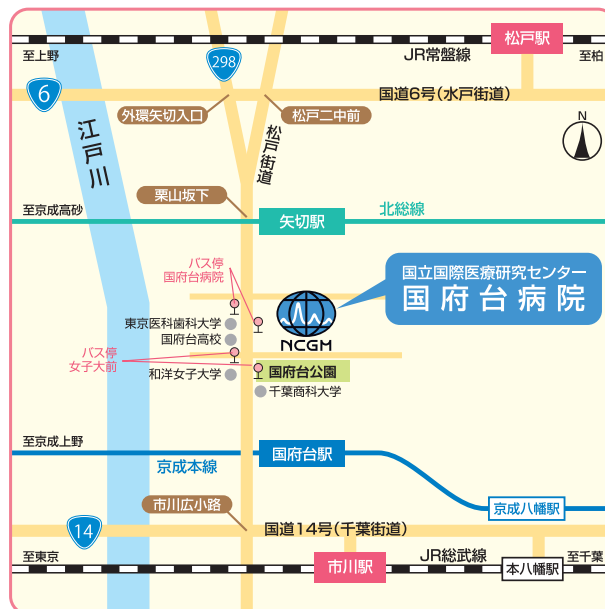 松戸駅
至上野
JR常盤線
至柏
298
6
国道6号(水戸街道)
外環矢切入口
松戸二中前
N
江戸川
松戸街道
栗山坂下
至京成高砂
矢切駅
北総線
バス停
国府台病院
国立国際医療研究センター
国府台病院
東京医科歯科大学
国府台高校
NCGM
バス停
女子大前
和洋女子大学
国府台公園
千葉商科大学
至京成上野
京成本線
国府台駅
市川広小路
京成八幡駅
14
国道14号(千葉街道)
至東京
市川駅
JR総武線
本八幡駅
至千葉